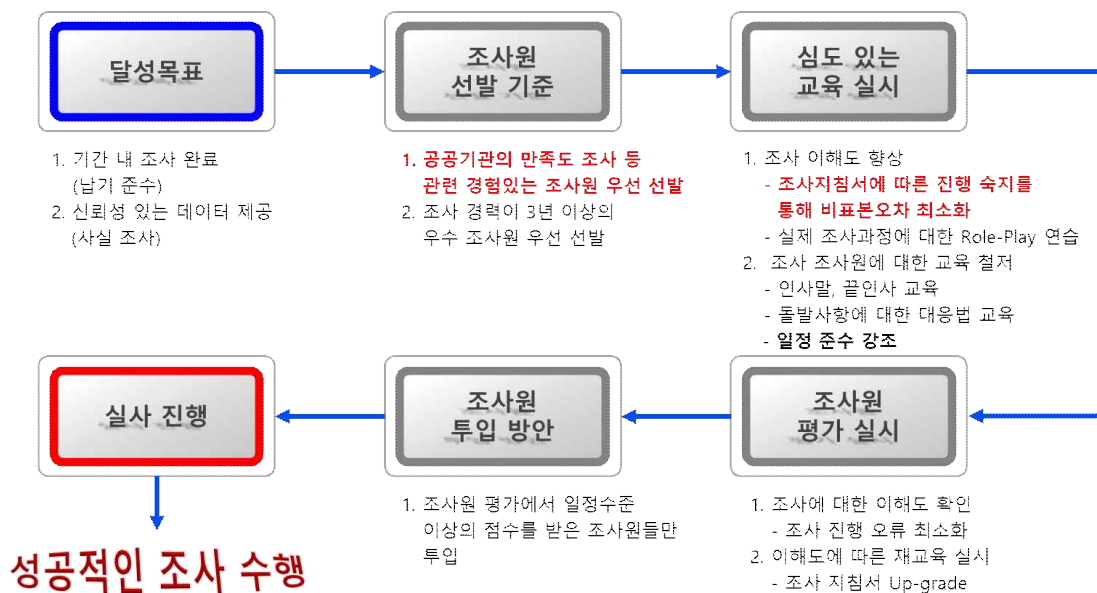 달성목표
1. 기간 내 조사 완료
(납기 준수)
2. 신뢰성 있는 데이터 제공
(사실 조사)
조사원
선발 기준
1. 공공기관의 만족도 조사 등
관련 경험있는 조사원 우선 선발
2. 조사 경력이 3년 이상의
우수 조사원 우선 선발
심도 있는
교육 실시
1. 조사 이해도 향상
- 조사지침서에 따른 진행 숙지를
통해 비표본오차 최소화
- 실제 조사과정에 대한 Role-Play 연습
2. 조사 조사원에 대한 교육 철저
- 인사말, 끝인사 교육
- 돌발사항에 대한 대응법 교육
- 일정 준수 강조
조사원
평가 실시
1. 조사에 대한 이해도 확인
- 조사 진행 오류 최소화
2. 이해도에 따른 재교육 실시
- 조사 지침서 Up-grade
조사원
투입 방안
1. 조사원 평가에서 일정수준
이상의 점수를 받은 조사원들만
투입
실사 진행
성공적인 조사 수행